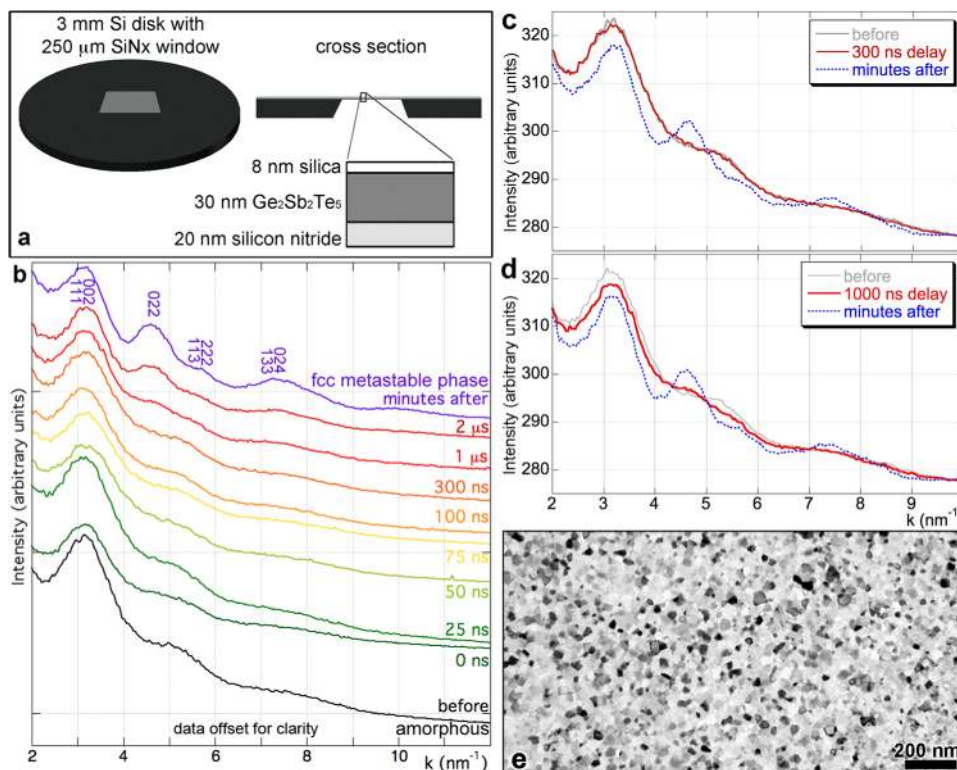 3 mm Si disk with
250 μm SiNx window
cross section
8 nm silica
30 nm Ge₂Sb₂Te₅
20 nm silicon nitride
a
b
002
111
022
222
113
024
133
fcc metastable phase
minutes after
2 μs
1 μs
300 ns
100 ns
75 ns
50 ns
25 ns
0 ns
before
amorphous
data offset for clarity
Intensity (arbitrary units)
2 4 6 8 10
k (nm⁻¹)
c
before
300 ns delay
minutes after
320
310
300
290
280
Intensity (arbitrary units)
d
before
1000 ns delay
minutes after
320
310
300
290
280
Intensity (arbitrary units)
2 3 4 5 6 7 8 9
k (nm⁻¹)
e
200 nm